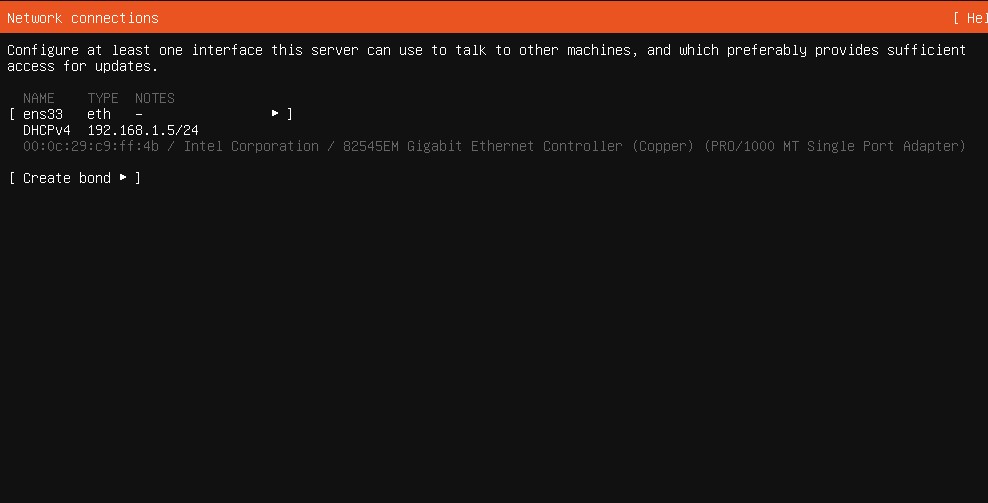 Network connections [ Hel
Configure at least one interface this server can use to talk to other machines, and which preferably provides sufficient
access for updates.
NAME TYPE NOTES
[ ens33 eth - ▸ ]
DHCPv4 192.168.1.5/24
00:0c:29:c9:ff:4b / Intel Corporation / 82545EM Gigabit Ethernet Controller (Copper) (PRO/1000 MT Single Port Adapter)
[ Create bond ▸ ]